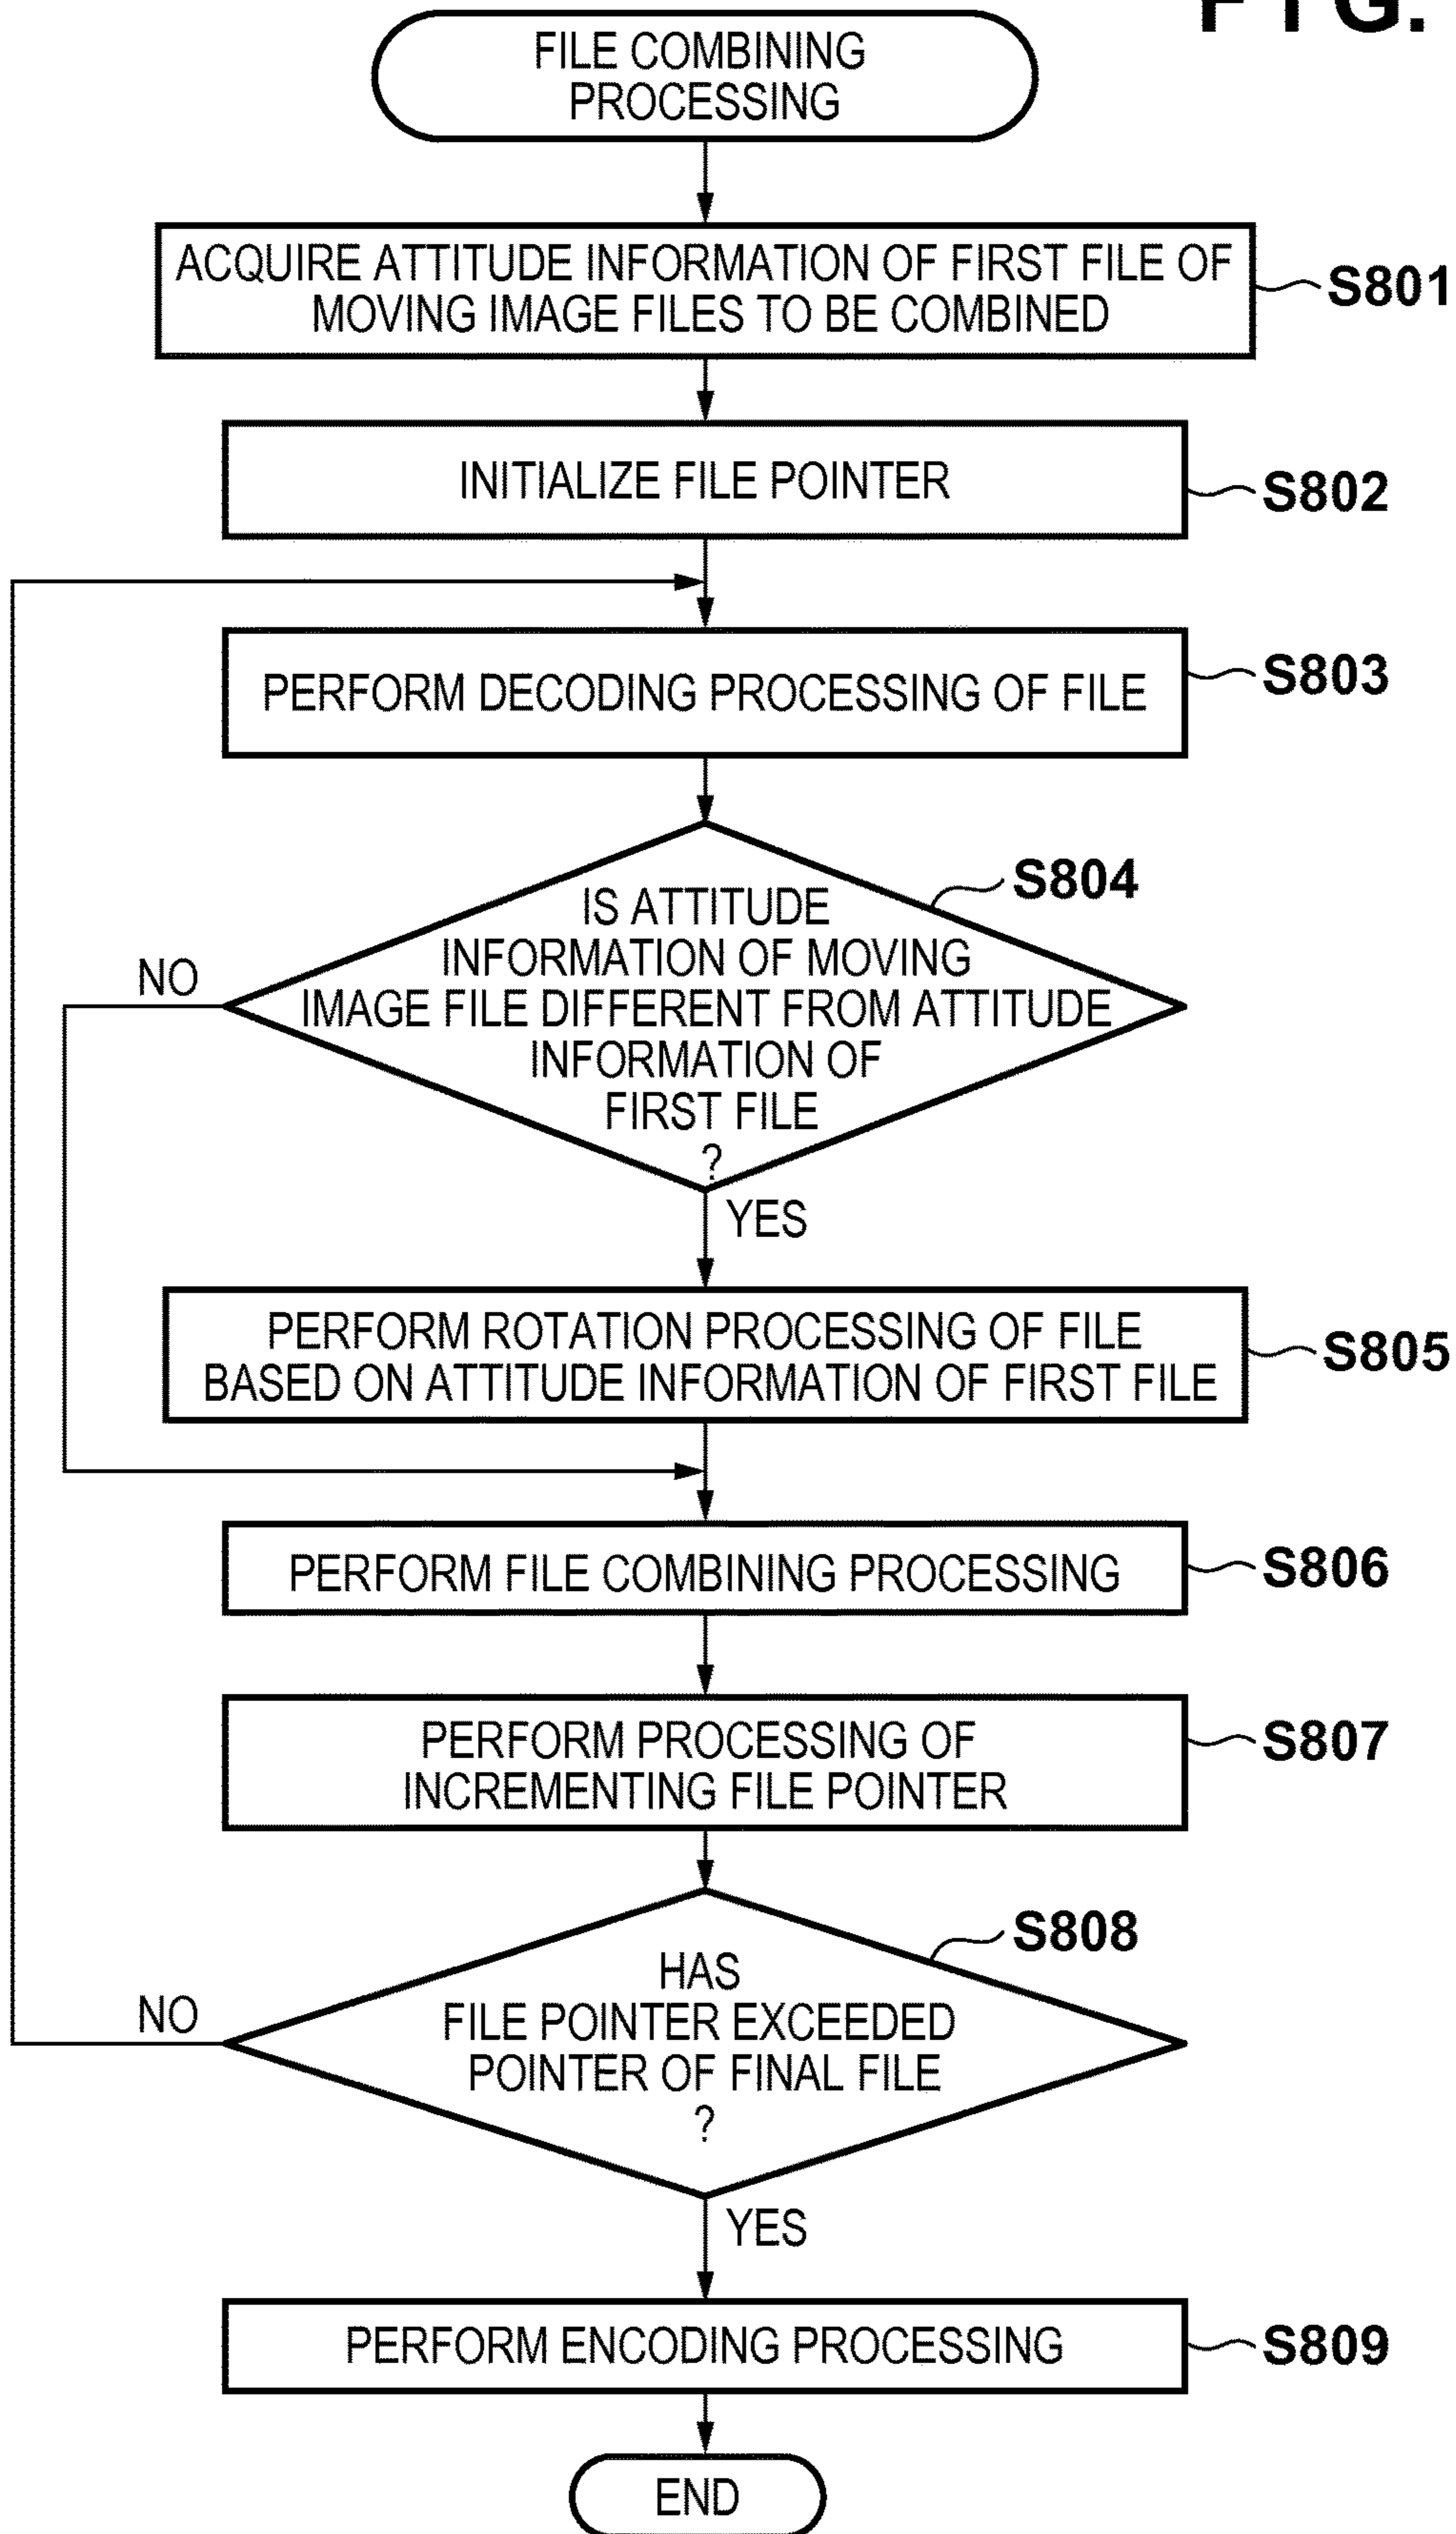 FIG.
FILE COMBINING
PROCESSING
ACQUIRE ATTITUDE INFORMATION OF FIRST FILE OF
MOVING IMAGE FILES TO BE COMBINED
S801
INITIALIZE FILE POINTER
S802
PERFORM DECODING PROCESSING OF FILE
S803
S804
IS ATTITUDE
INFORMATION OF MOVING
IMAGE FILE DIFFERENT FROM ATTITUDE
INFORMATION OF
FIRST FILE
?
NO
YES
PERFORM ROTATION PROCESSING OF FILE
BASED ON ATTITUDE INFORMATION OF FIRST FILE
S805
PERFORM FILE COMBINING PROCESSING
S806
PERFORM PROCESSING OF
INCREMENTING FILE POINTER
S807
S808
HAS
FILE POINTER EXCEEDED
POINTER OF FINAL FILE
?
NO
YES
PERFORM ENCODING PROCESSING
S809
END